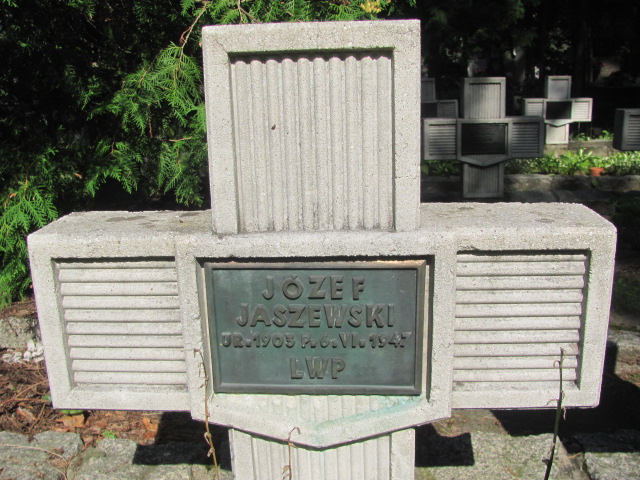 JÓZEF
JASZEWSKI
UR. 1903 P. 6. VI. 1947
LWP